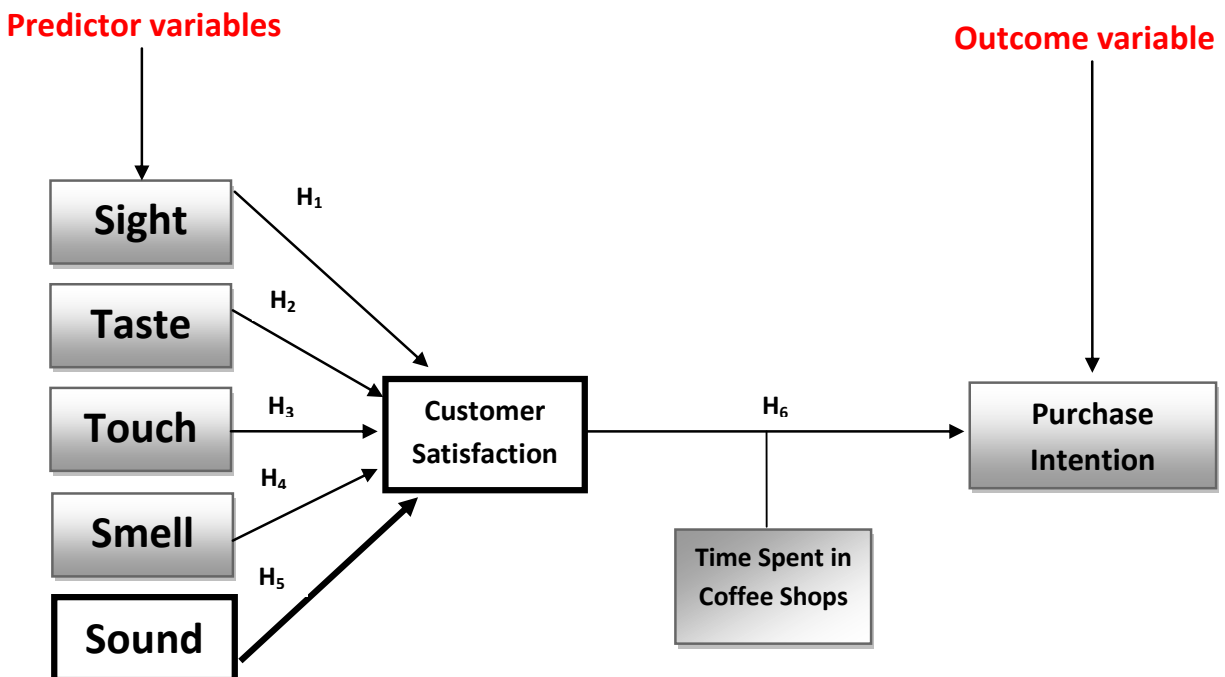 Predictor variables
Outcome variable
Sight
H₁
Taste
H₂
Touch
H₃
Smell
H₄
Sound
H₅
Customer
Satisfaction
H₆
Purchase
Intention
Time Spent in
Coffee Shops